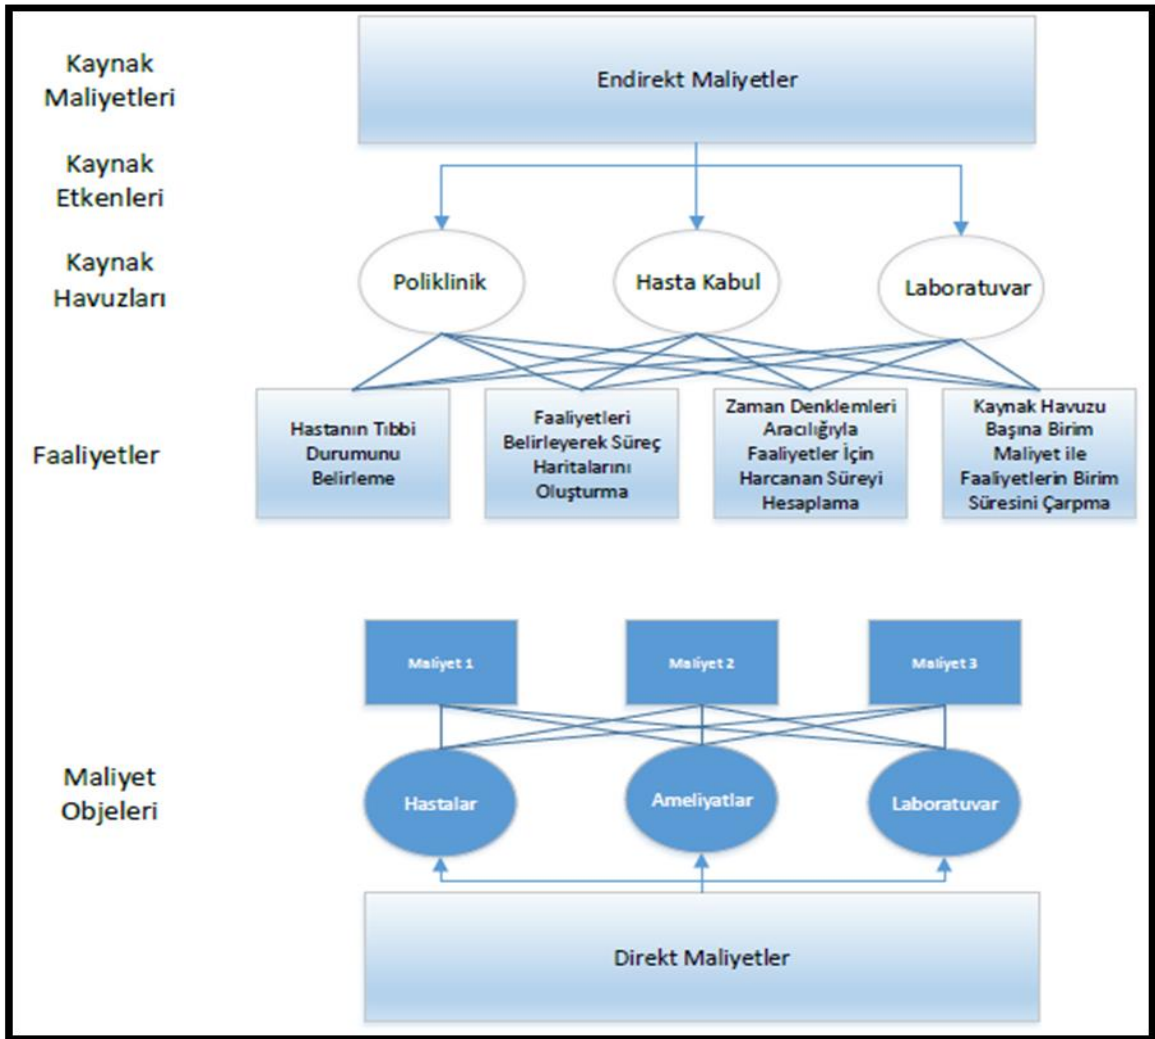 Kaynak
Maliyetleri
Endirekt Maliyetler
Kaynak
Etkenleri
Kaynak
Havuzları
Poliklinik
Hasta Kabul
Laboratuvar
Faaliyetler
Hastanın Tıbbi
Durumunu
Belirleme
Faaliyetleri
Belirleyerek Süreç
Haritalarını
Oluşturma
Zaman Denklemleri
Aracılığıyla
Faaliyetler İçin
Harcanan Süreyi
Hesaplama
Kaynak Havuzu
Başına Birim
Maliyet ile
Faaliyetlerin Birim
Süresini Çarpma
Maliyet 1
Maliyet 2
Maliyet 3
Maliyet
Objeleri
Hastalar
Ameliyatlar
Laboratuvar
Direkt Maliyetler